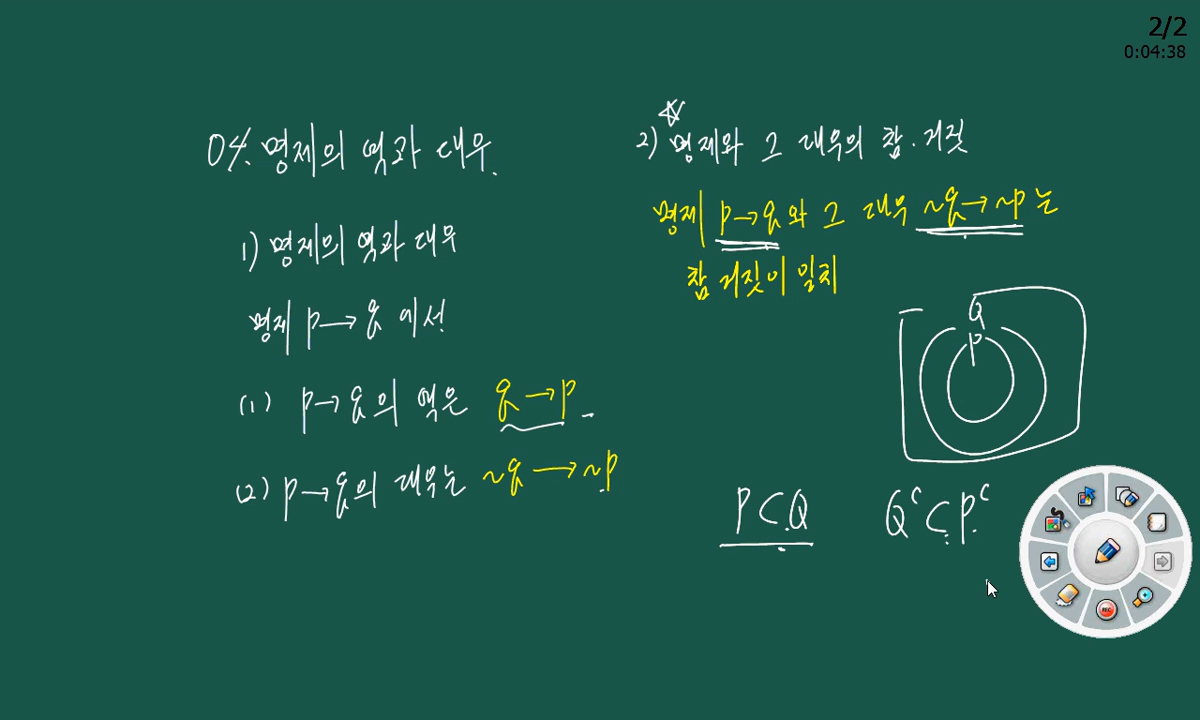 2/2
0:04:38
04. 명제의 역과 대우.
1) 명제의 역과 대우
명제 p→q 에서
(1) p→q의 역은 q→p
(2) p→q의 대우는 ~q→~p
2) 명제와 그 대우의 참·거짓
명제 p→q와 그 대우 ~q→~p는
참 거짓이 일치
Q
P
P⊂Q Qᶜ⊂Pᶜ
REC